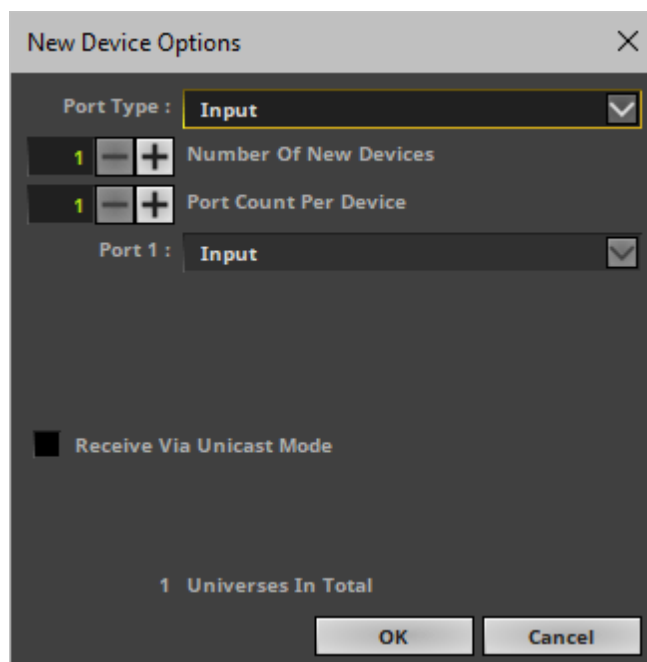 New Device Options
Port Type : Input
1 Number Of New Devices
1 Port Count Per Device
Port 1 : Input
Receive Via Unicast Mode
1 Universes In Total
OK Cancel